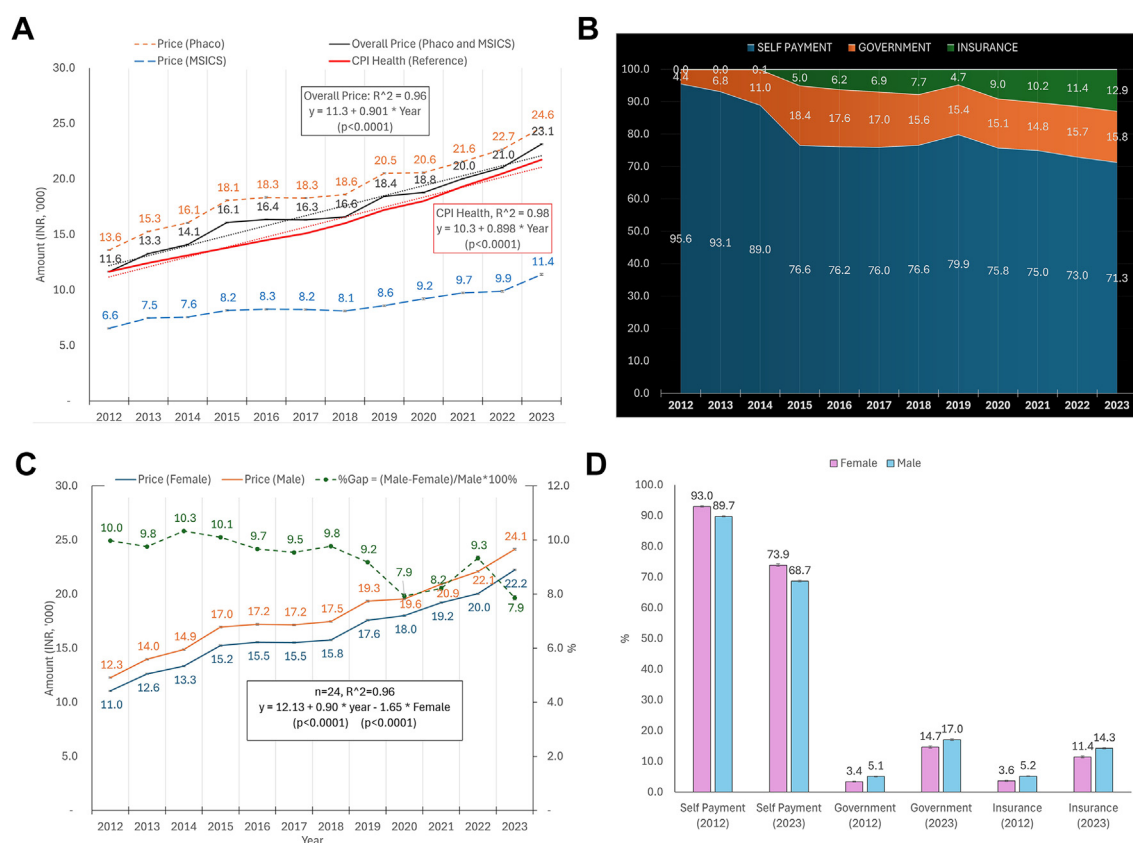 A
Price (Phaco)
Overall Price (Phaco and MSICS)
Price (MSICS)
CPI Health (Reference)
30.0
25.0
20.0
15.0
10.0
5.0
-
Amount (INR, '000)
Overall Price: R^2 = 0.96
y = 11.3 + 0.901 * Year
(p<0.0001)
CPI Health, R^2 = 0.98
y = 10.3 + 0.898 * Year
(p<0.0001)
13.6 15.3 16.1 18.1 18.3 18.3 18.6 20.5 20.6 21.6 22.7 24.6
11.6 13.3 14.1 16.1 16.4 16.3 16.6 18.4 18.8 20.0 21.0 23.1
6.6 7.5 7.6 8.2 8.3 8.2 8.1 8.6 9.2 9.7 9.9 11.4
2012 2013 2014 2015 2016 2017 2018 2019 2020 2021 2022 2023
B
SELF PAYMENT GOVERNMENT INSURANCE
100.0
90.0
80.0
70.0
60.0
50.0
40.0
30.0
20.0
10.0
0.0
0.0 0.0 0.1 5.0 6.2 6.9 7.7 4.7 9.0 10.2 11.4 12.9
4.4 6.8 11.0 18.4 17.6 17.0 15.6 15.4 15.1 14.8 15.7 15.8
95.6 93.1 89.0 76.6 76.2 76.0 76.6 79.9 75.8 75.0 73.0 71.3
2012 2013 2014 2015 2016 2017 2018 2019 2020 2021 2022 2023
C
Price (Female) Price (Male) %Gap = (Male-Female)/Male*100%
30.0
25.0
20.0
15.0
10.0
5.0
-
Amount (INR, '000)
12.0
10.0
8.0
6.0
4.0
2.0
-
%
10.0 9.8 10.3 10.1 9.7 9.5 9.8 9.2 7.9 8.2 9.3 7.9
12.3 14.0 14.9 17.0 17.2 17.2 17.5 19.3 19.6 20.9 22.1 24.1
11.0 12.6 13.3 15.2 15.5 15.5 15.8 17.6 18.0 19.2 20.0 22.2
n=24, R^2=0.96
y = 12.13 + 0.90 * year - 1.65 * Female
(p<0.0001) (p<0.0001)
2012 2013 2014 2015 2016 2017 2018 2019 2020 2021 2022 2023
Year
D
Female Male
100.0
90.0
80.0
70.0
60.0
50.0
40.0
30.0
20.0
10.0
0.0
%
93.0 89.7 73.9 68.7 3.4 5.1 14.7 17.0 3.6 5.2 11.4 14.3
Self Payment Self Payment Government Government Insurance Insurance
(2012) (2023) (2012) (2023) (2012) (2023)